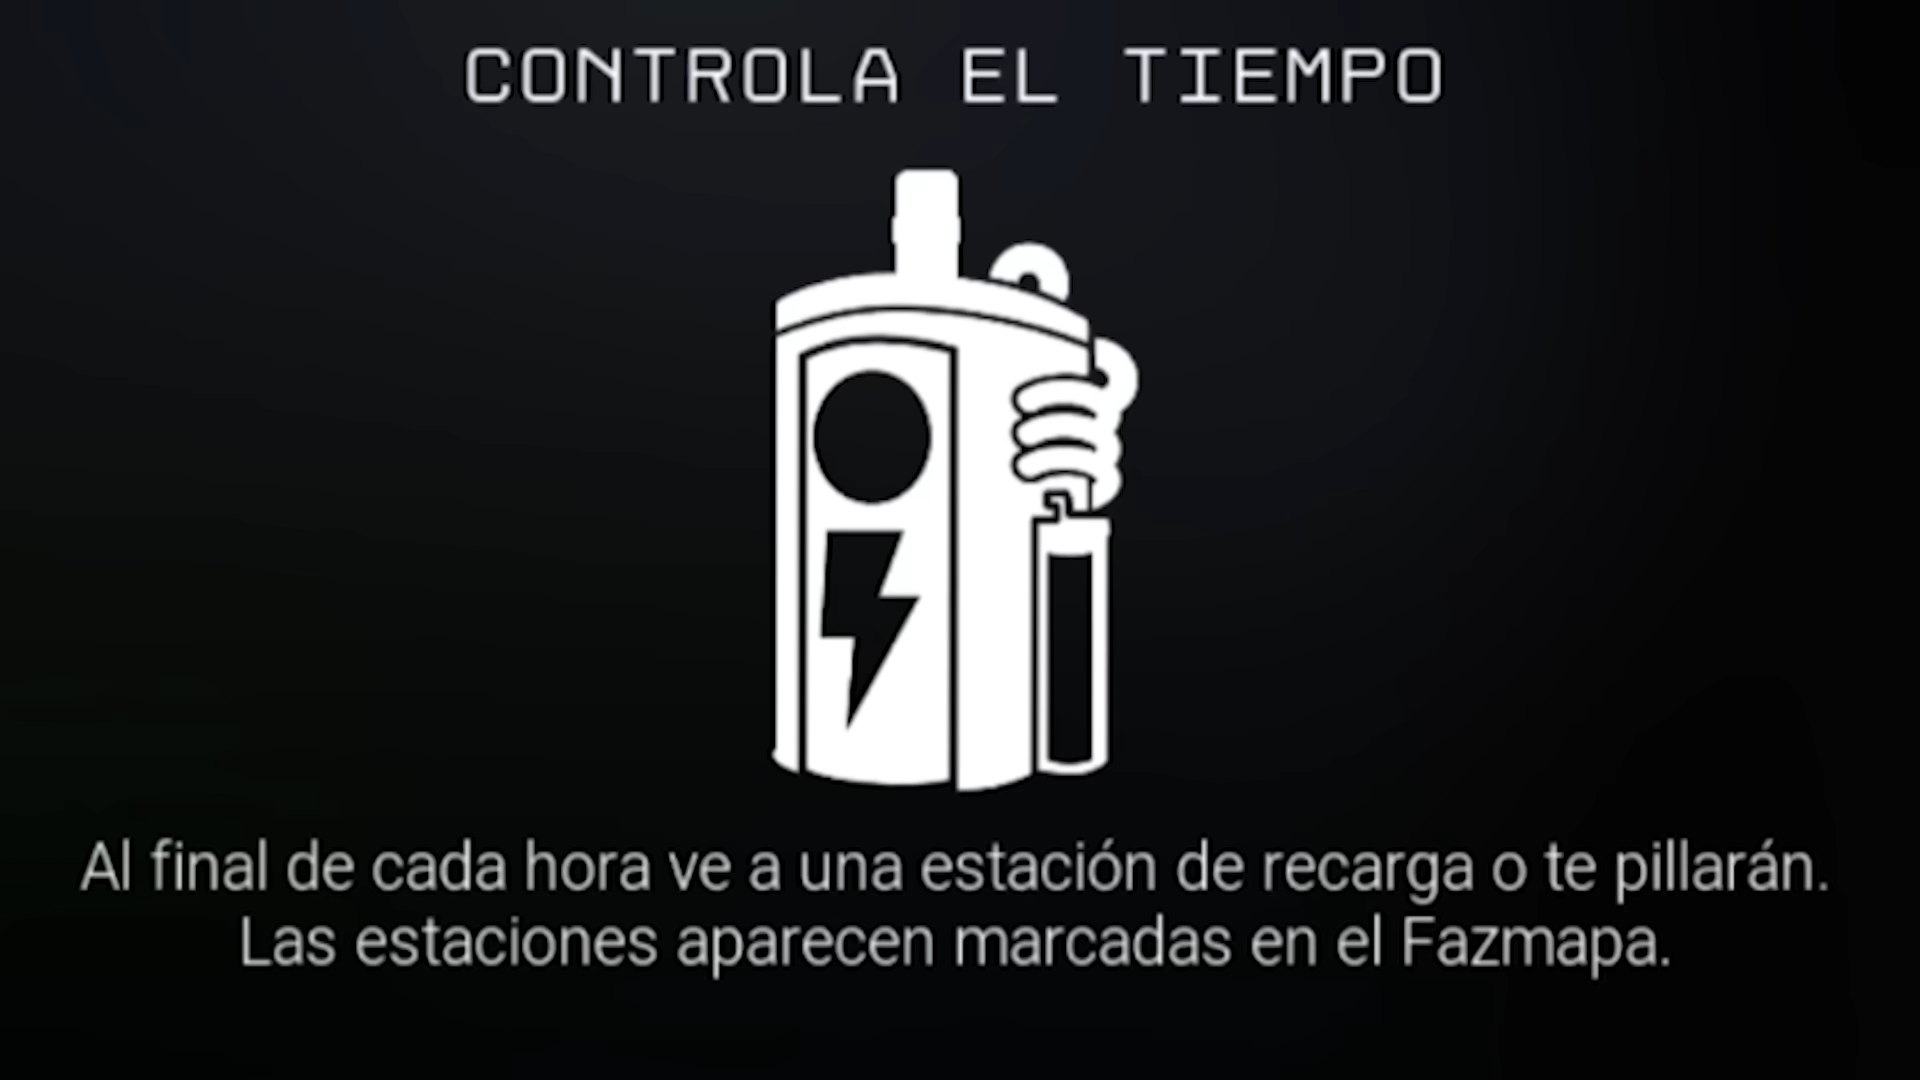 CONTROLA EL TIEMPO
Al final de cada hora ve a una estación de recarga o te pillarán.
Las estaciones aparecen marcadas en el Fazmapa.